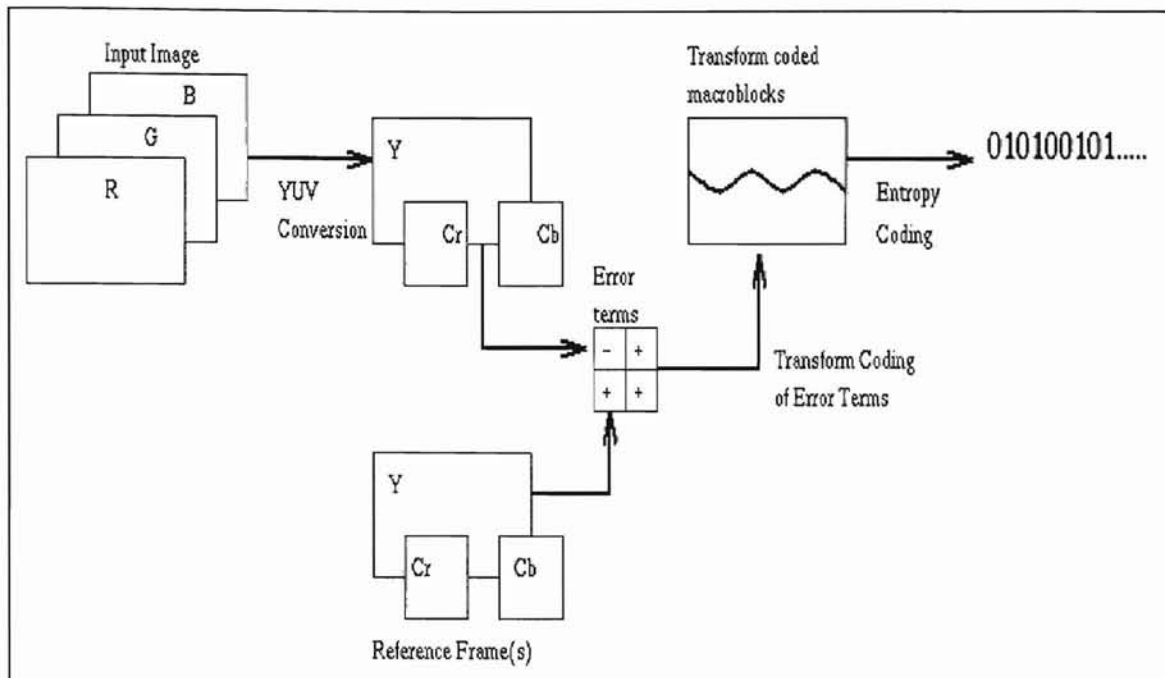 Input Image
B
G
R
YUV
Conversion
Y
Cr
Cb
Error
terms
- +
+ +
Transform coded
macroblocks
010100101.....
Entropy
Coding
Transform Coding
of Error Terms
Y
Cr
Cb
Reference Frame(s)